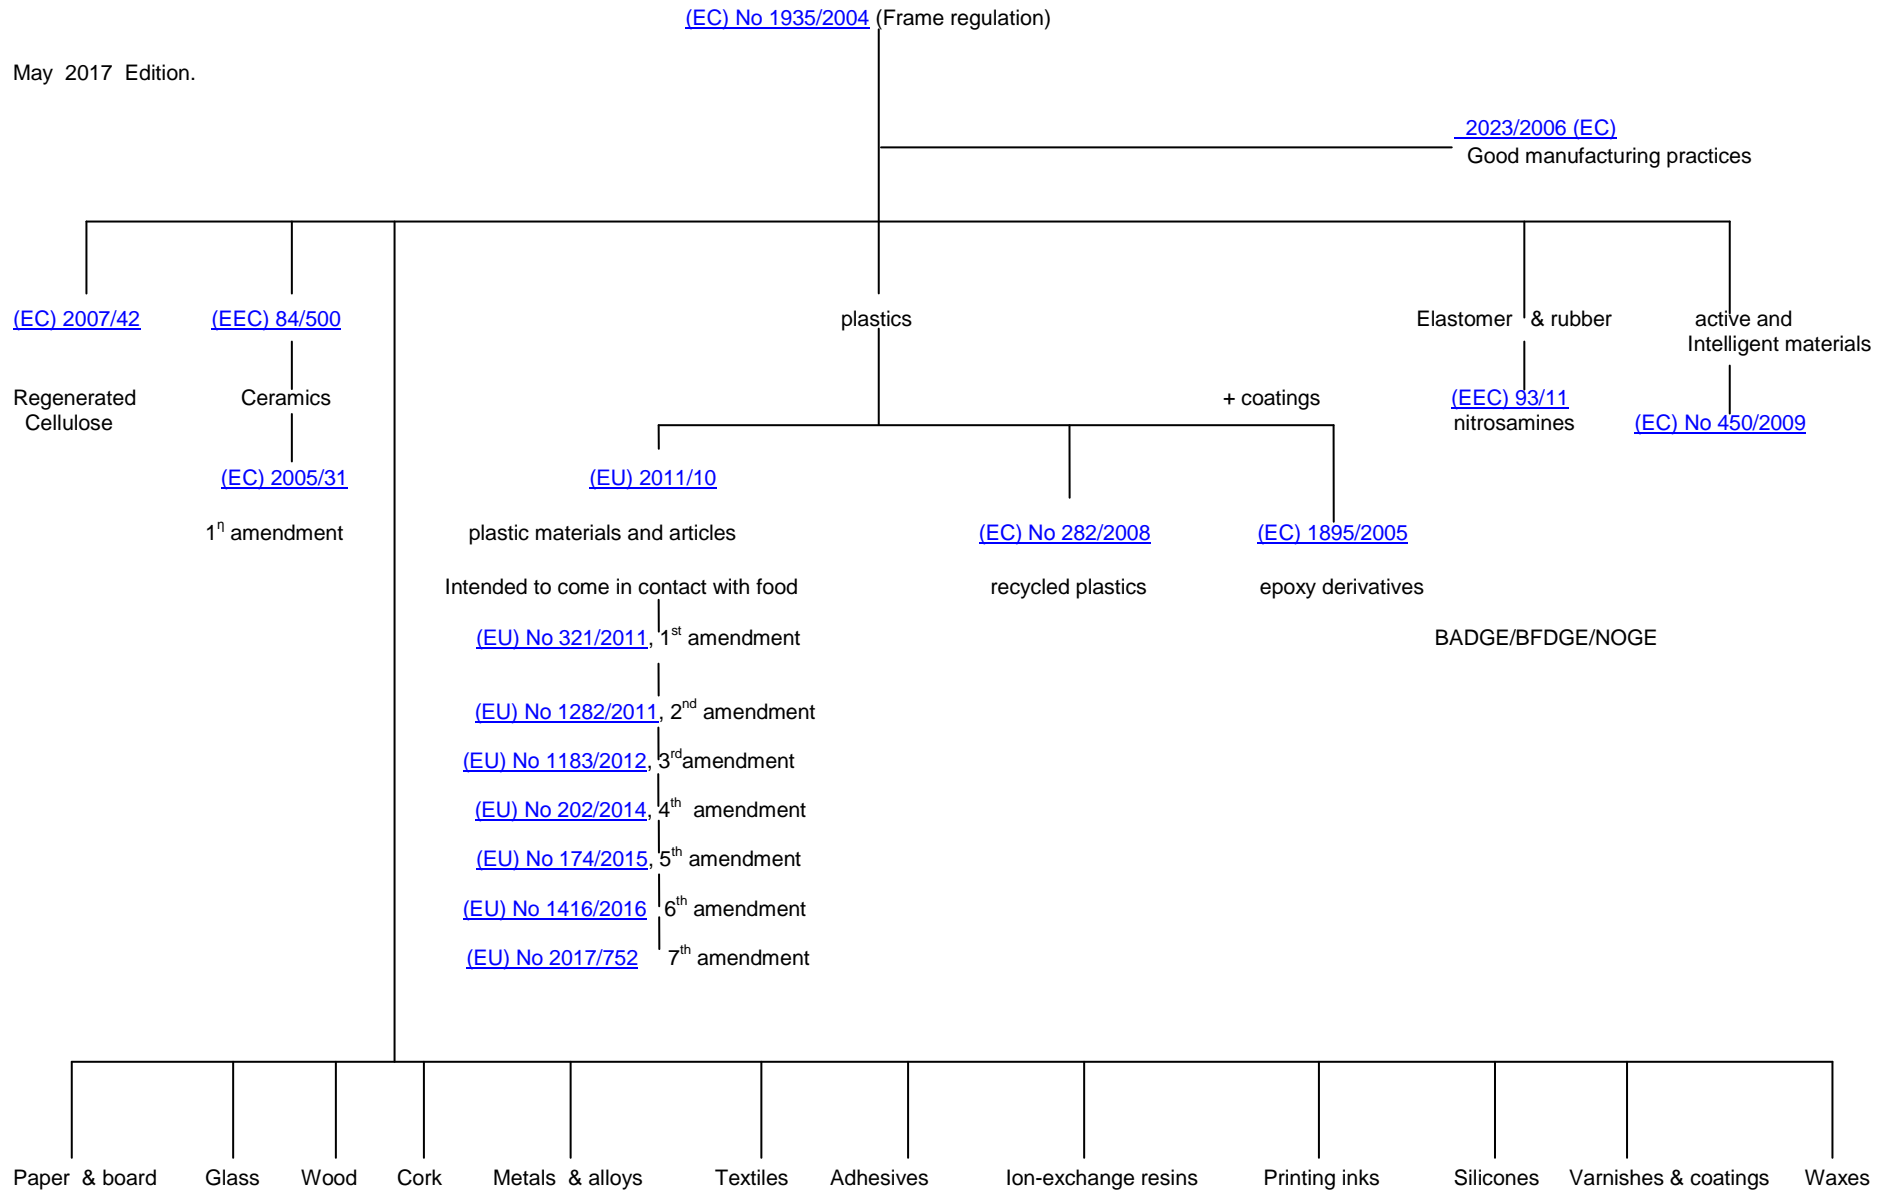 (EC) No 1935/2004 (Frame regulation)
May 2017 Edition.
2023/2006 (EC)
Good manufacturing practices
(EC) 2007/42
(EEC) 84/500
plastics
Elastomer & rubber
active and
Intelligent materials
Regenerated
Cellulose
Ceramics
+ coatings
(EEC) 93/11
nitrosamines
(EC) No 450/2009
(EC) 2005/31
(EU) 2011/10
1η amendment
plastic materials and articles
(EC) No 282/2008
(EC) 1895/2005
Intended to come in contact with food
recycled plastics
epoxy derivatives
(EU) No 321/2011, 1st amendment
BADGE/BFDGE/NOGE
(EU) No 1282/2011, 2nd amendment
(EU) No 1183/2012, 3rdamendment
(EU) No 202/2014, 4th amendment
(EU) No 174/2015, 5th amendment
(EU) No 1416/2016 6th amendment
(EU) No 2017/752 7th amendment
Paper & board
Glass
Wood
Cork
Metals & alloys
Textiles
Adhesives
Ion-exchange resins
Printing inks
Silicones
Varnishes & coatings
Waxes